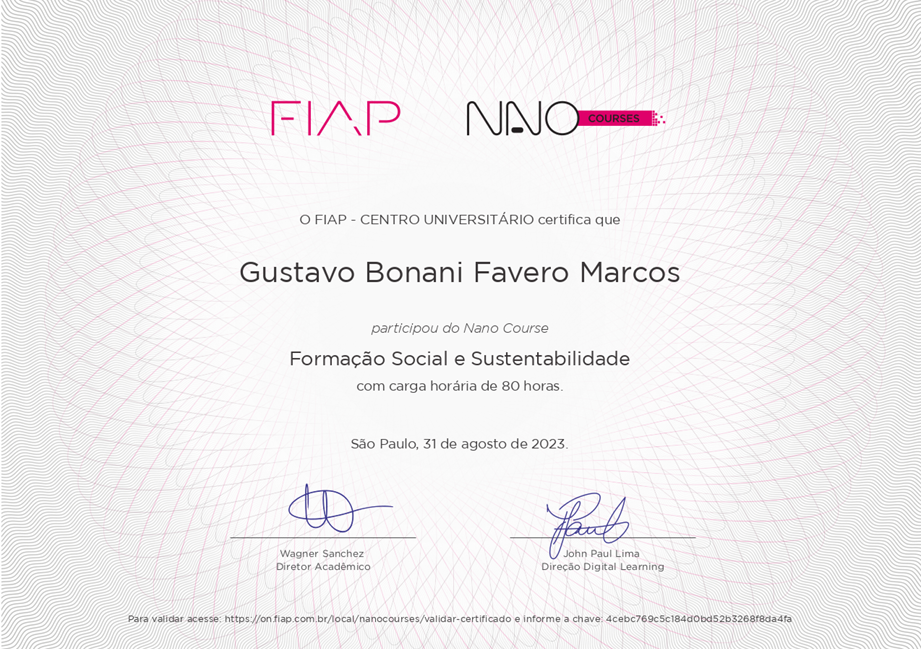 FIAP NANO COURSES
O FIAP - CENTRO UNIVERSITÁRIO certifica que
Gustavo Bonani Favero Marcos
participou do Nano Course
Formação Social e Sustentabilidade
com carga horária de 80 horas.
São Paulo, 31 de agosto de 2023.
Wagner Sanchez
Diretor Acadêmico
John Paul Lima
Direção Digital Learning
Para validar acesse: https://on.fiap.com.br/local/nanocourses/validar-certificado e informe a chave: 4cebc769c5c184d0bd52b3268f8da4fa